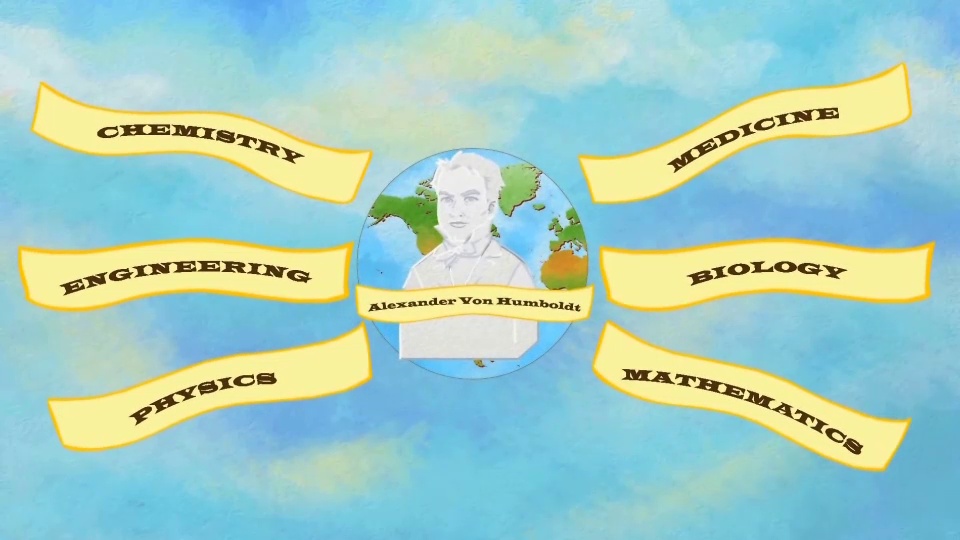 CHEMISTRY
MEDICINE
ENGINEERING
BIOLOGY
Alexander Von Humboldt
PHYSICS
MATHEMATICS